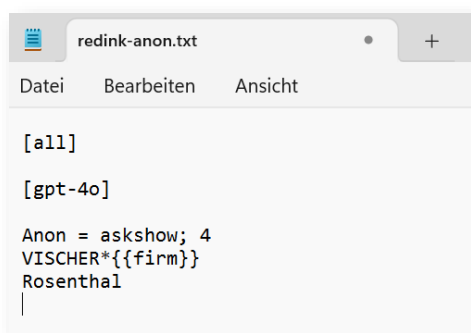 redink-anon.txt
Datei Bearbeiten Ansicht
[all]
[gpt-4o]
Anon = askshow; 4
VISCHER*{{firm}}
Rosenthal